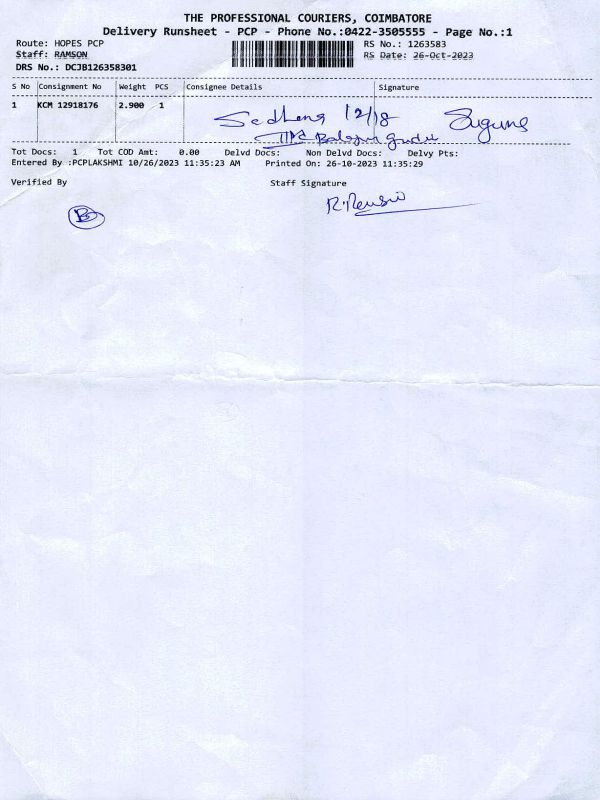 THE PROFESSIONAL COURIERS, COIMBATORE
Delivery Runsheet - PCP - Phone No.:0422-3505555 - Page No.:1
Route: HOPES PCP
RS No.: 1263583
Staff: RAMSON
RS Date: 26-Oct-2023
DRS No.: DCJB126358301
S No Consignment No Weight PCS Consignee Details Signature
1 KCM 12918176 2.900 1
12/18
Suguna
Tot Docs: 1 Tot COD Amt: 0.00 Delvd Docs: Non Delvd Docs: Delvy Pts:
Entered By :PCPLAKSHMI 10/26/2023 11:35:23 AM Printed On: 26-10-2023 11:35:29
Verified By Staff Signature